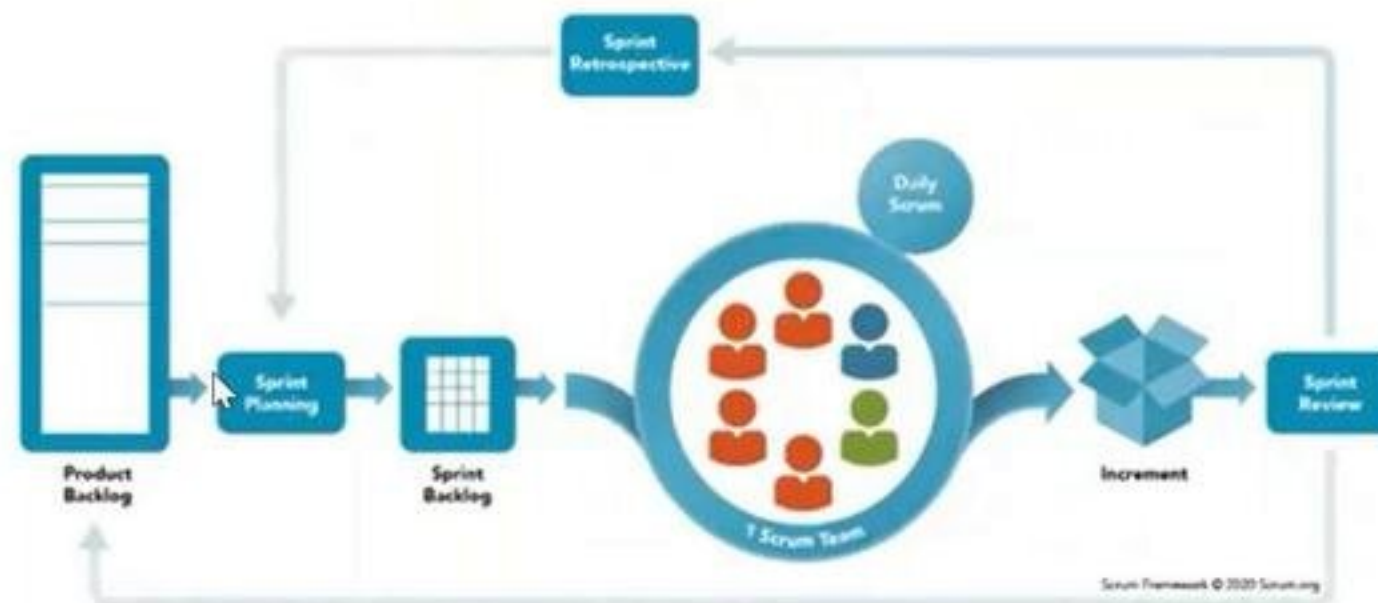 Sprint
Retrospective
Daily
Scrum
Sprint
Planning
Sprint
Review
Product
Backlog
Sprint
Backlog
Increment
1 Scrum Team
Scrum Framework © 2020 Scrum.org